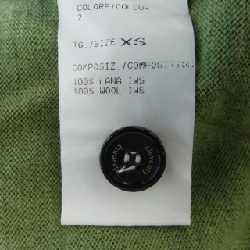 COLORE/COLOUR
2
TG./SIZE XS
COMPOSIZ./COMPOSITION
100% LANA IWS
100% WOOL IWS